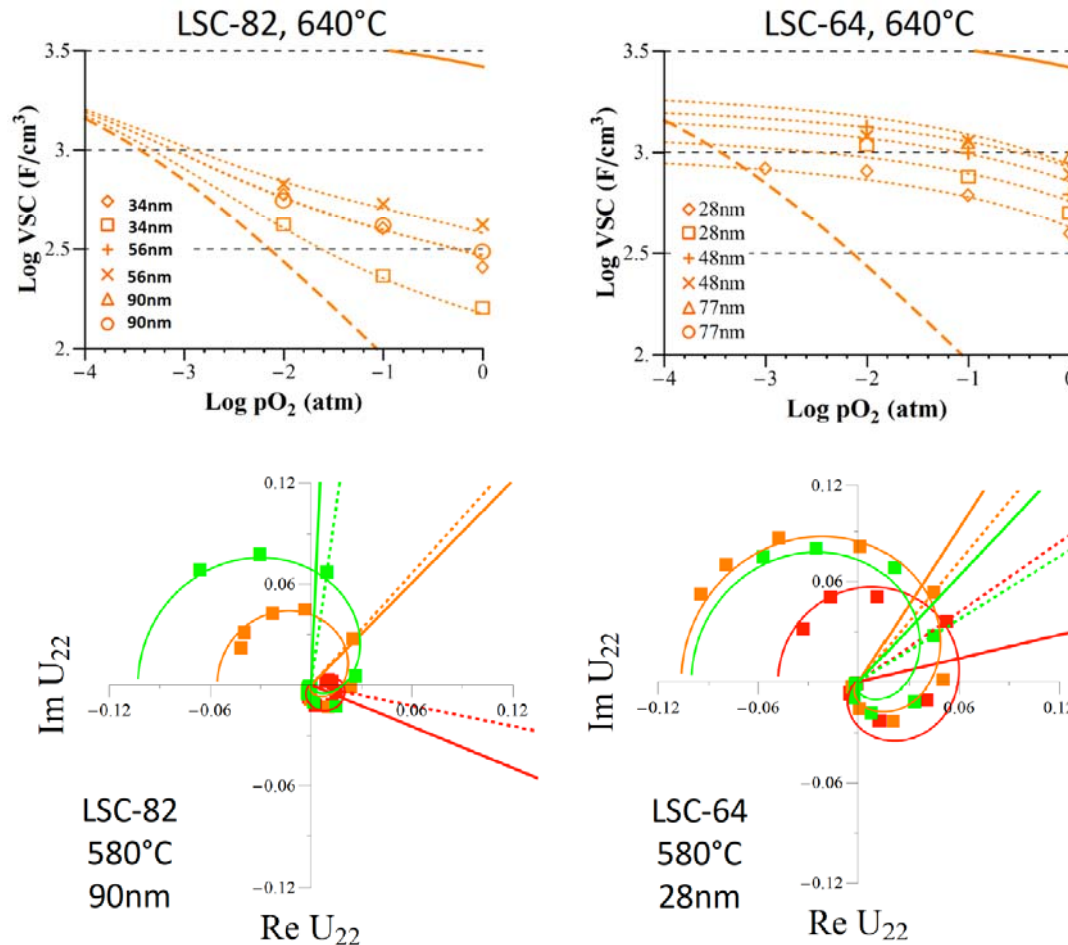 LSC-82, 640°C
3.5
3.0
2.5
2.
Log VSC (F/cm³)
34nm
34nm
56nm
56nm
90nm
90nm
−4
−3
−2
−1
0
Log pO₂ (atm)
LSC-64, 640°C
3.5
3.0
2.5
2.
Log VSC (F/cm³)
28nm
28nm
48nm
48nm
77nm
77nm
−4
−3
−2
−1
0
Log pO₂ (atm)
0.12
0.06
−0.12
−0.06
0.06
0.12
−0.06
−0.12
Im U₂₂
LSC-82
580°C
90nm
Re U₂₂
0.12
0.06
−0.12
−0.06
0.06
0.12
−0.06
−0.12
Im U₂₂
LSC-64
580°C
28nm
Re U₂₂